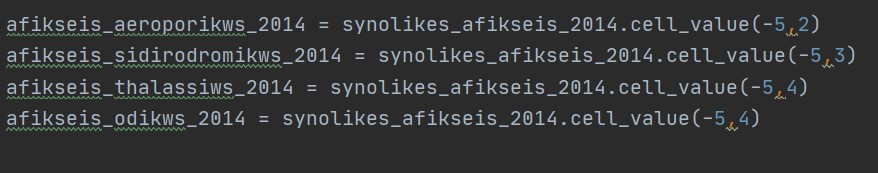 afikseis_aeroporikws_2014 = synolikes_afikseis_2014.cell_value(-5,2)
afikseis_sidirodromikws_2014 = synolikes_afikseis_2014.cell_value(-5,3)
afikseis_thalassiws_2014 = synolikes_afikseis_2014.cell_value(-5,4)
afikseis_odikws_2014 = synolikes_afikseis_2014.cell_value(-5,4)